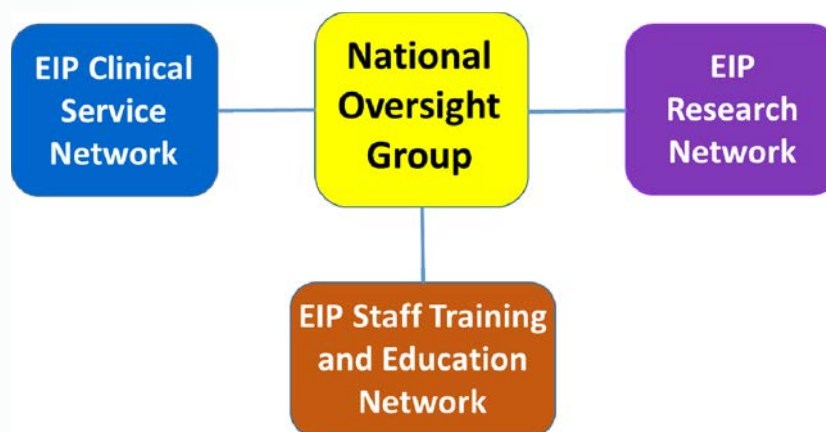 EIP Clinical
Service
Network
National
Oversight
Group
EIP
Research
Network
EIP Staff Training
and Education
Network